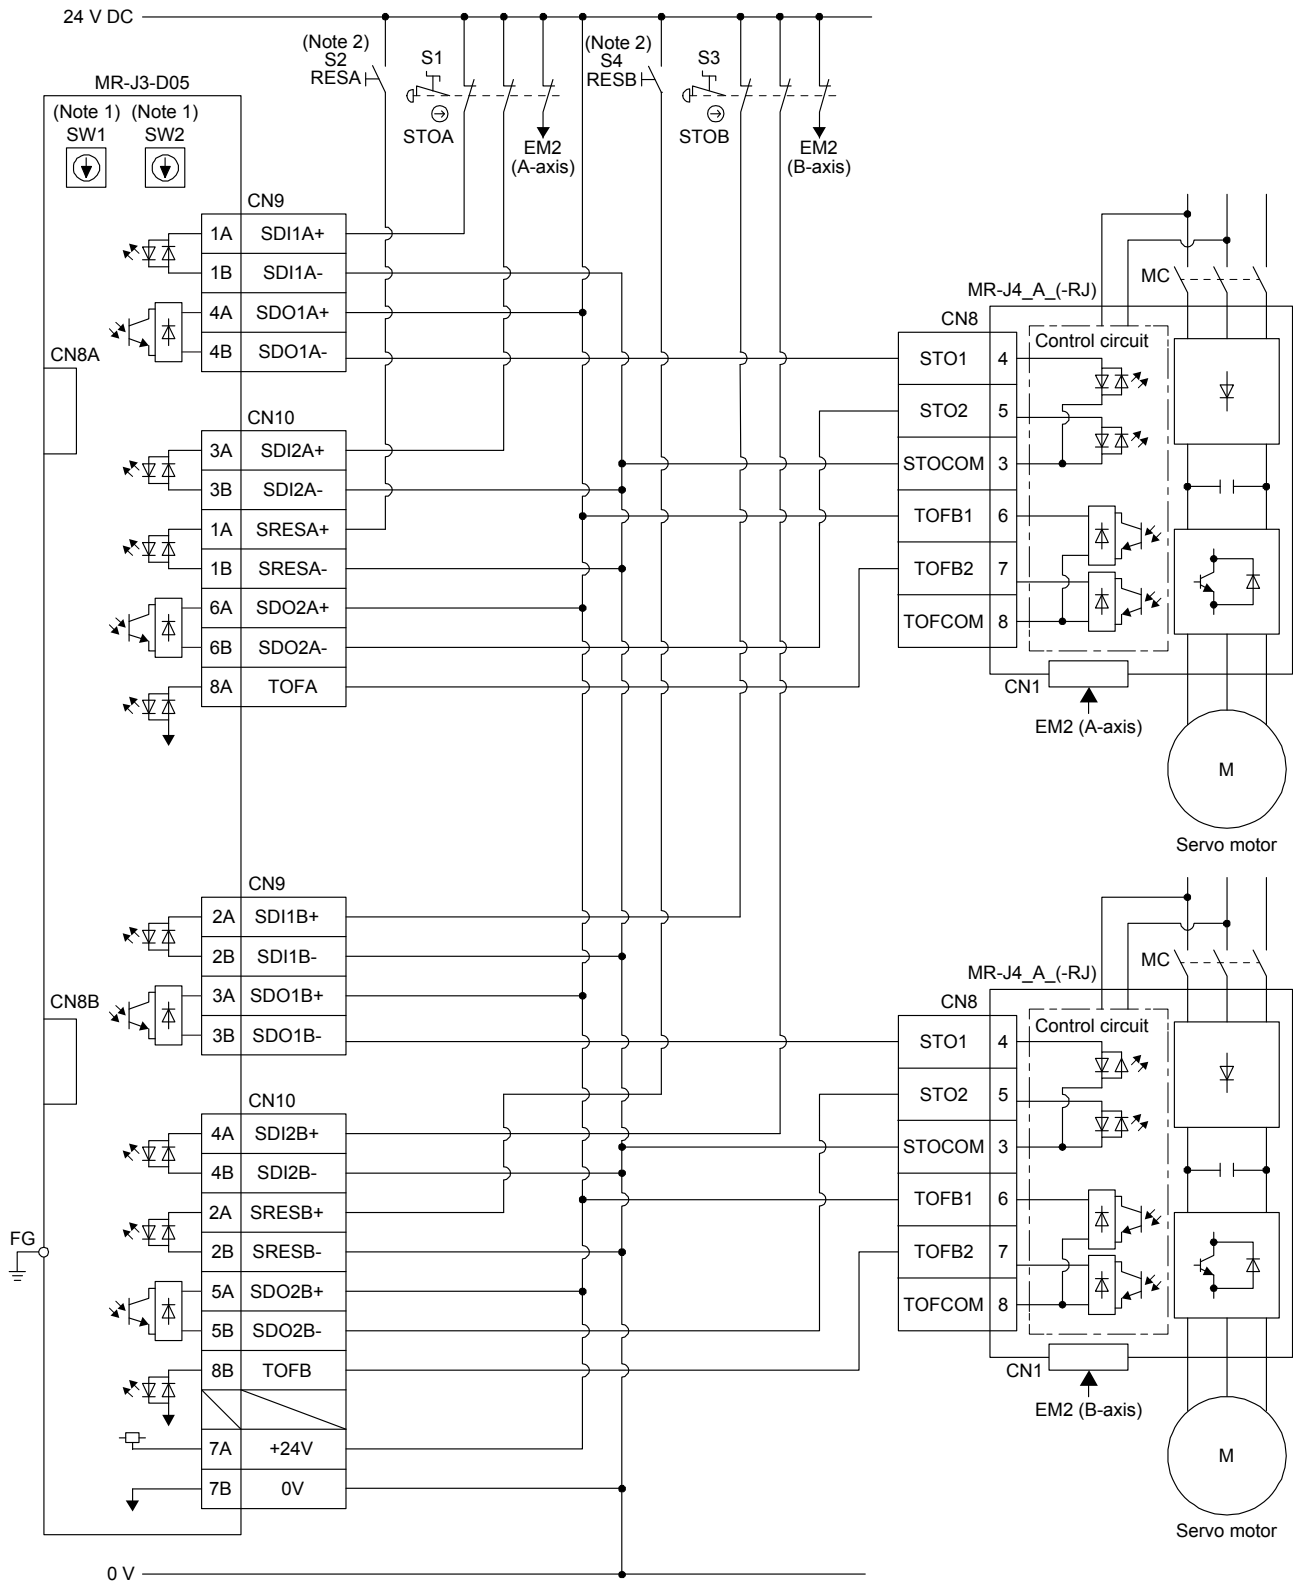 24 V DC
(Note 2)
S2
RESA
S1
STOA
EM2
(A-axis)
(Note 2)
S4
RESB
S3
STOB
EM2
(B-axis)
MR-J3-D05
(Note 1) (Note 1)
SW1 SW2
CN8A
CN9
1A SDI1A+
1B SDI1A-
4A SDO1A+
4B SDO1A-
CN10
3A SDI2A+
3B SDI2A-
1A SRESA+
1B SRESA-
6A SDO2A+
6B SDO2A-
8A TOFA
MC
MR-J4_A_(-RJ)
CN8
Control circuit
STO1 4
STO2 5
STOCOM 3
TOFB1 6
TOFB2 7
TOFCOM 8
CN1
EM2 (A-axis)
M
Servo motor
CN8B
CN9
2A SDI1B+
2B SDI1B-
3A SDO1B+
3B SDO1B-
CN10
4A SDI2B+
4B SDI2B-
2A SRESB+
2B SRESB-
5A SDO2B+
5B SDO2B-
8B TOFB
7A +24V
7B 0V
FG
MC
MR-J4_A_(-RJ)
CN8
Control circuit
STO1 4
STO2 5
STOCOM 3
TOFB1 6
TOFB2 7
TOFCOM 8
CN1
EM2 (B-axis)
M
Servo motor
0 V